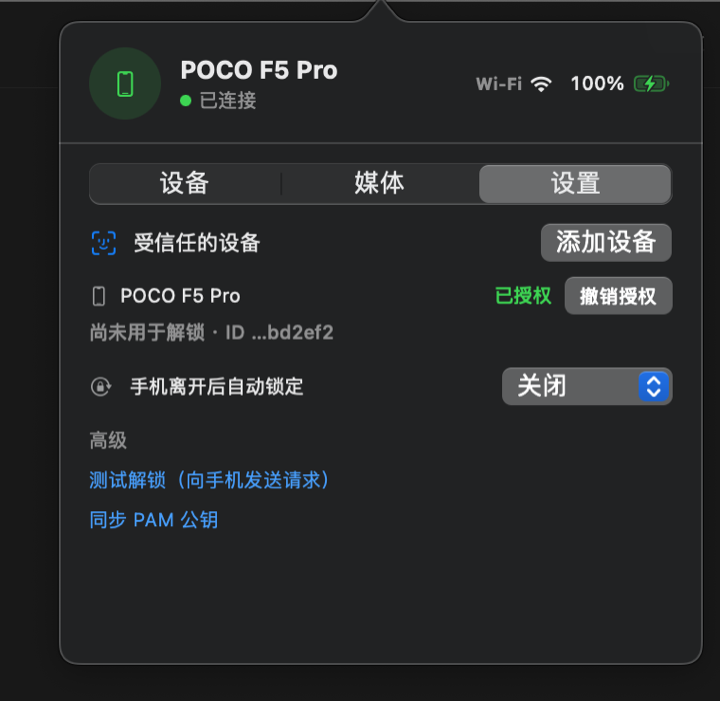 POCO F5 Pro
已连接
Wi-Fi
100%
设备
媒体
设置
受信任的设备
添加设备
POCO F5 Pro
已授权
撤销授权
尚未用于解锁 · ID ...bd2ef2
手机离开后自动锁定
关闭
高级
测试解锁（向手机发送请求）
同步 PAM 公钥